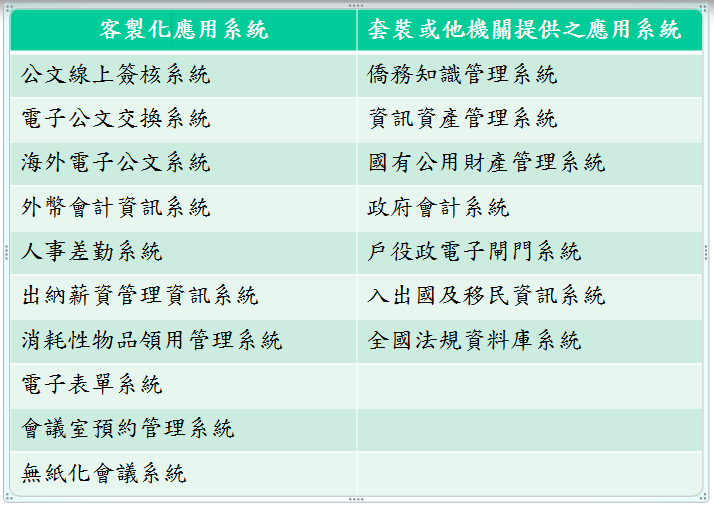 客製化應用系統 套裝或他機關提供之應用系統
公文線上簽核系統 僑務知識管理系統
電子公文交換系統 資訊資產管理系統
海外電子公文系統 國有公用財產管理系統
外幣會計資訊系統 政府會計系統
人事差勤系統 戶役政電子閘門系統
出納薪資管理資訊系統 入出國及移民資訊系統
消耗性物品領用管理系統 全國法規資料庫系統
電子表單系統
會議室預約管理系統
無紙化會議系統